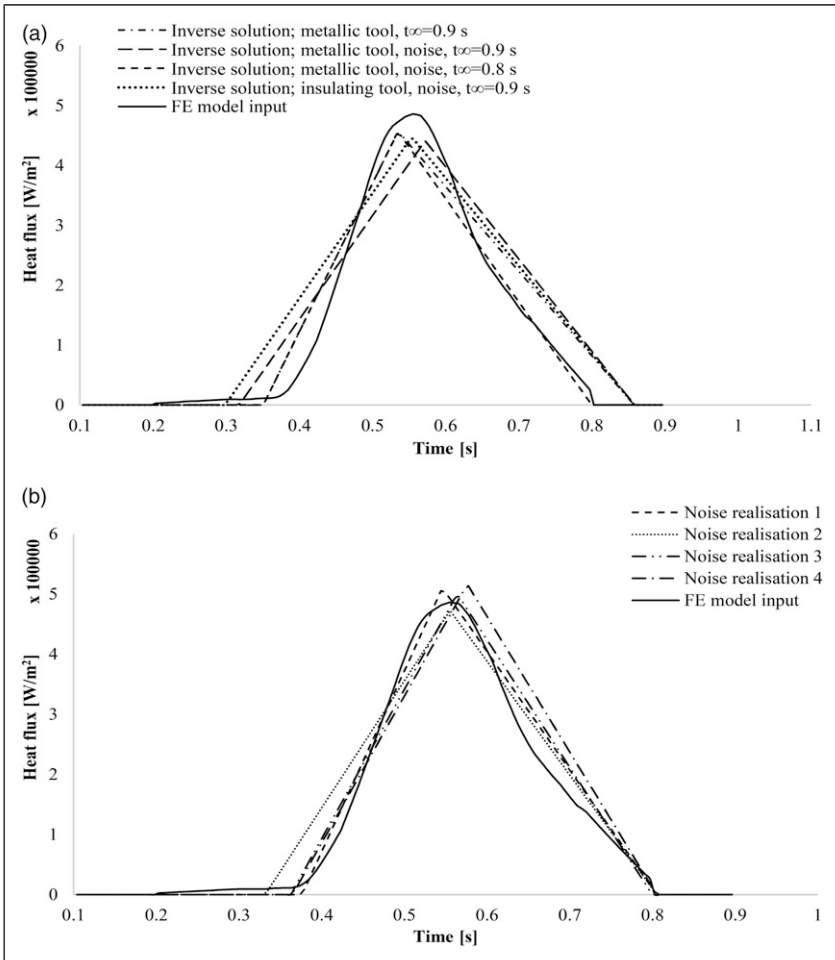 (a)
Inverse solution; metallic tool, t∞=0.9 s
Inverse solution; metallic tool, noise, t∞=0.9 s
Inverse solution; metallic tool, noise, t∞=0.8 s
Inverse solution; insulating tool, noise, t∞=0.9 s
FE model input
x 100000
Heat flux [W/m²]
6
5
4
3
2
1
0
0.1 0.2 0.3 0.4 0.5 0.6 0.7 0.8 0.9 1 1.1
Time [s]
(b)
Noise realisation 1
Noise realisation 2
Noise realisation 3
Noise realisation 4
FE model input
x 100000
Heat flux [W/m²]
6
5
4
3
2
1
0
0.1 0.2 0.3 0.4 0.5 0.6 0.7 0.8 0.9 1
Time [s]